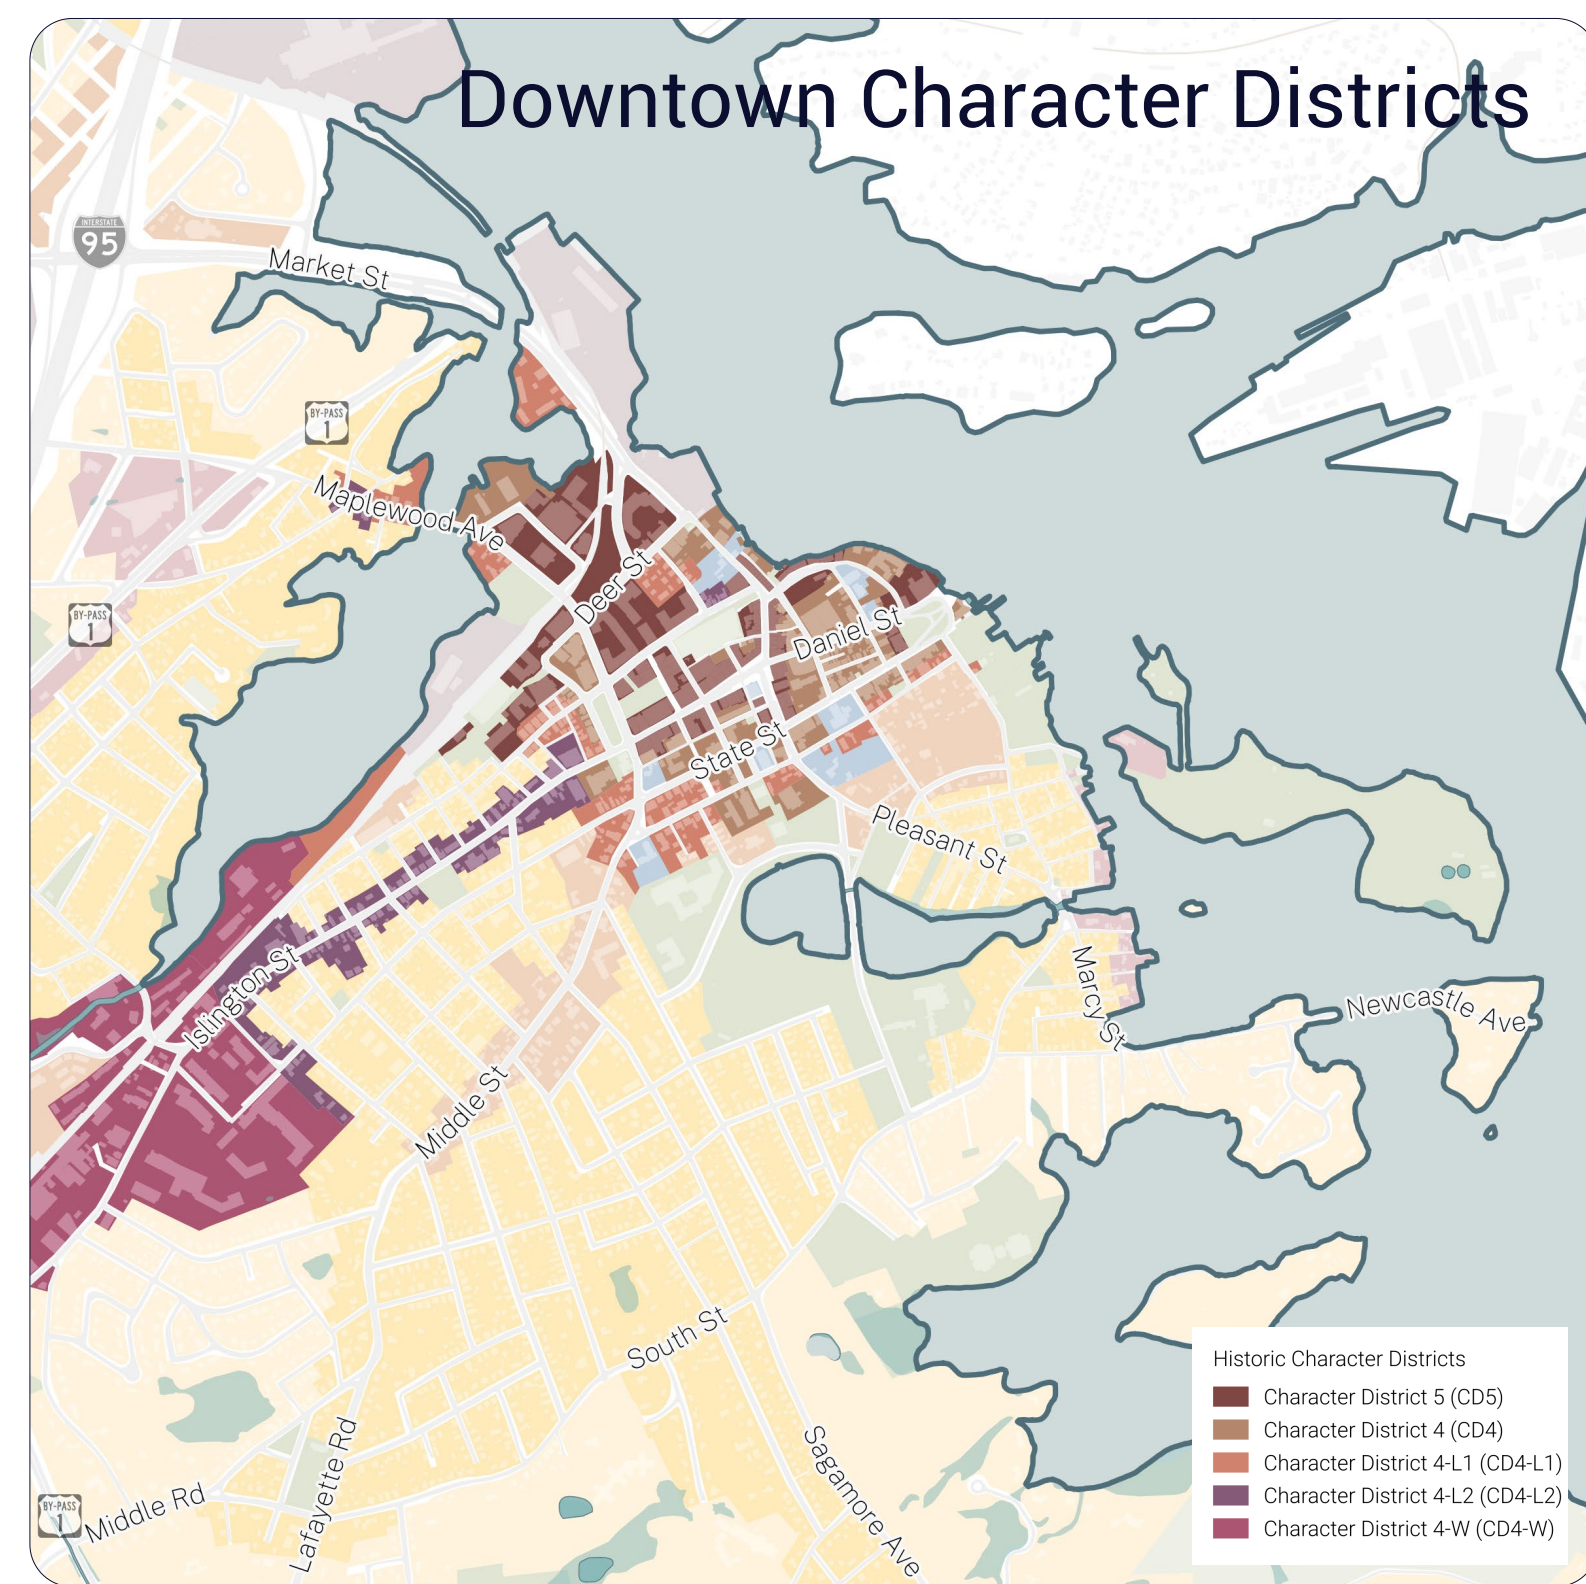 Downtown Character Districts
INTERSTATE
95
Market St
BY-PASS
1
Maplewood Ave
Deer St
BY-PASS
1
Daniel St
State St
Pleasant St
Islington St
Marcy St
Newcastle Ave
Middle St
South St
Sagamore Ave
Lafayette Rd
BY-PASS
1
Middle Rd
Historic Character Districts
Character District 5 (CD5)
Character District 4 (CD4)
Character District 4-L1 (CD4-L1)
Character District 4-L2 (CD4-L2)
Character District 4-W (CD4-W)